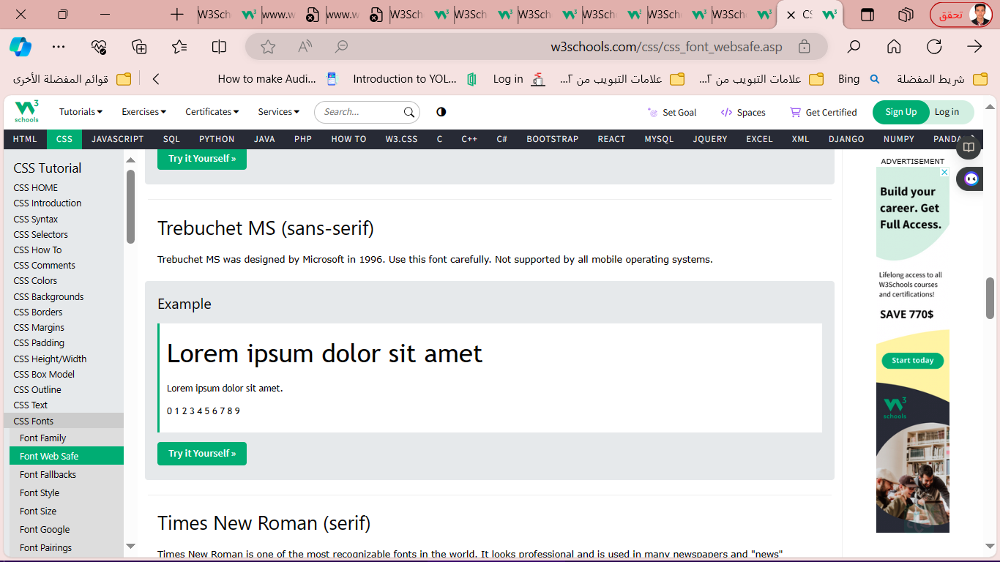 W3Sch
www.w
www.w
W3Sch
W3Sch
W3Sch
W3Sch
W3Sch
W3Sch
تحقق
w3schools.com/css/css_font_websafe.asp
قوائم المفضلة الأخرى
How to make Audi...
Introduction to YOL...
Log in
علامات التبويب من ٢...
علامات التبويب من ٢...
Bing
شريط المفضلة
W3 schools
Tutorials
Exercises
Certificates
Services
Search...
Set Goal
Spaces
Get Certified
Sign Up
Log in
HTML CSS JAVASCRIPT SQL PYTHON JAVA PHP HOW TO W3.CSS C C++ C# BOOTSTRAP REACT MYSQL JQUERY EXCEL XML DJANGO NUMPY PANDA
CSS Tutorial
CSS HOME
CSS Introduction
CSS Syntax
CSS Selectors
CSS How To
CSS Comments
CSS Colors
CSS Backgrounds
CSS Borders
CSS Margins
CSS Padding
CSS Height/Width
CSS Box Model
CSS Outline
CSS Text
CSS Fonts
Font Family
Font Web Safe
Font Fallbacks
Font Style
Font Size
Font Google
Font Pairings
Try it Yourself »
Trebuchet MS (sans-serif)
Trebuchet MS was designed by Microsoft in 1996. Use this font carefully. Not supported by all mobile operating systems.
Example
Lorem ipsum dolor sit amet
Lorem ipsum dolor sit amet.
0 1 2 3 4 5 6 7 8 9
Try it Yourself »
Times New Roman (serif)
Times New Roman is one of the most recognizable fonts in the world. It looks professional and is used in many newspapers and "news"
ADVERTISEMENT
Build your
career. Get
Full Access.
Lifelong access to all
W3Schools courses
and certifications!
SAVE 770$
Start today
W3 schools